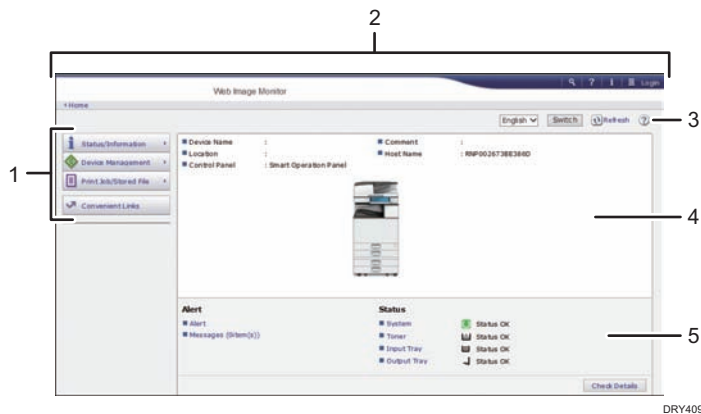 2
Web Image Monitor
Login
Home
English Switch Refresh
3
1
Status/Information
Device Management
Print Job/Stored File
Convenient Links
Device Name :
Location :
Control Panel : Smart Operation Panel
Comment :
Host Name : RNP002673BE386D
4
Alert
Alert
Messages (0item(s))
Status
System Status OK
Toner Status OK
Input Tray Status OK
Output Tray Status OK
5
Check Details
DRY409